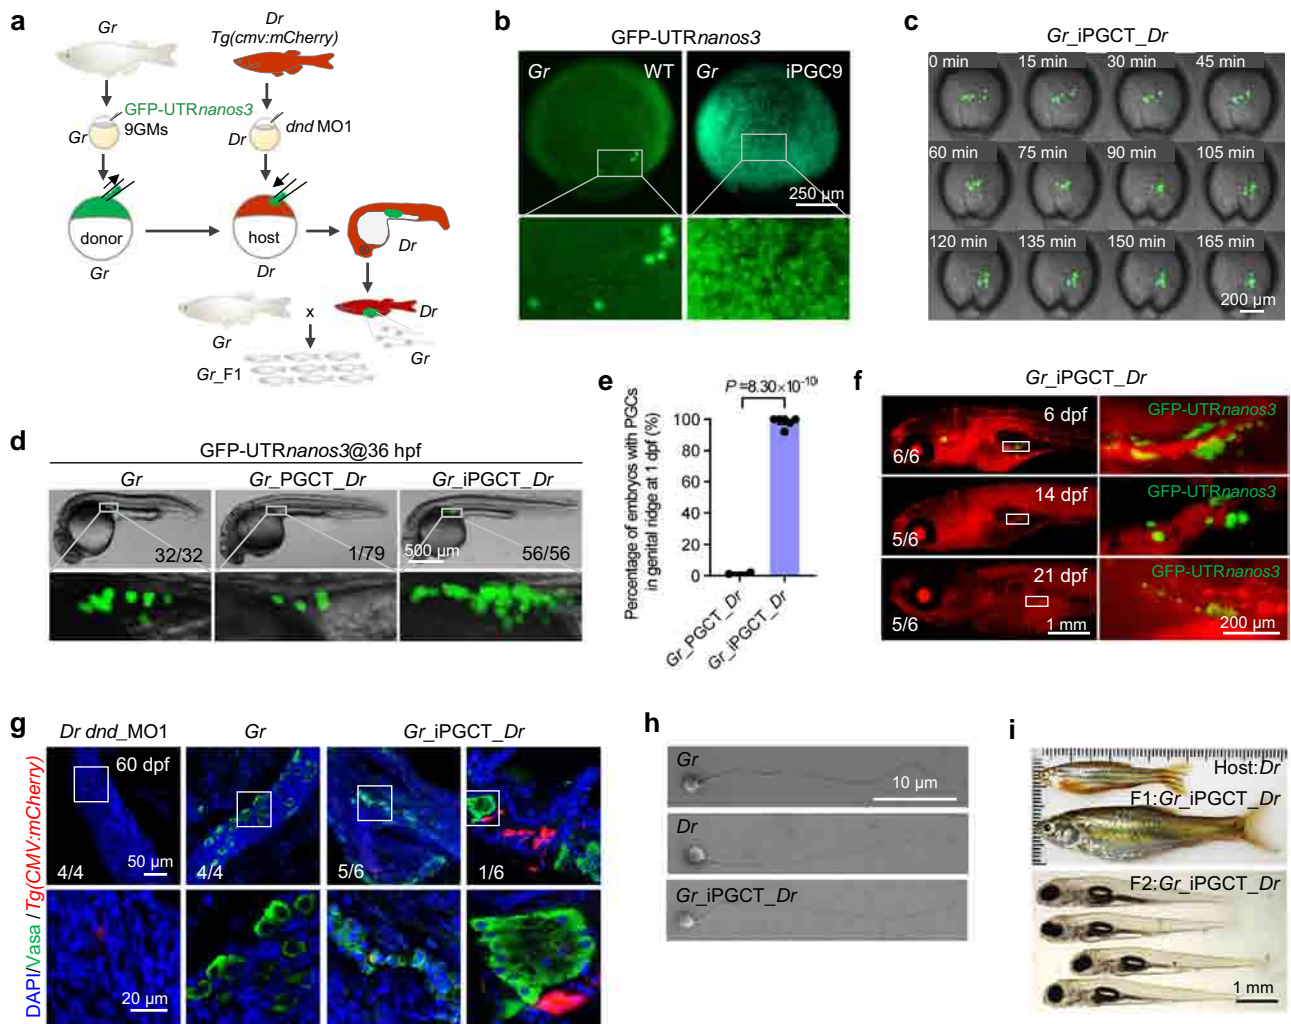 a
Gr
Dr
Tg(cmv:mCherry)
GFP-UTRnanos3
9GMs
Gr
Dr
dnd MO1
donor
host
Gr
Dr
Dr
x
Dr
Gr
Gr
Gr_F1
b
GFP-UTRnanos3
Gr
WT
Gr
iPGC9
250 µm
c
Gr_iPGCT_Dr
0 min
15 min
30 min
45 min
60 min
75 min
90 min
105 min
120 min
135 min
150 min
165 min
200 µm
d
GFP-UTRnanos3@36 hpf
Gr
Gr_PGCT_Dr
Gr_iPGCT_Dr
32/32
1/79
500 µm
56/56
e
Percentage of embryos with PGCs
in genital ridge at 1 dpf (%)
100
80
60
40
20
0
Gr_PGCT_Dr
Gr_iPGCT_Dr
f
Gr_iPGCT_Dr
6 dpf
6/6
GFP-UTRnanos3
14 dpf
5/6
GFP-UTRnanos3
21 dpf
5/6
1 mm
GFP-UTRnanos3
200 µm
g
Dr dnd_MO1
Gr
Gr_iPGCT_Dr
DAPI/Vasa /Tg(CMV:mCherry)
60 dpf
4/4
50 µm
4/4
5/6
1/6
20 µm
h
Gr
10 µm
Dr
Gr_iPGCT_Dr
i
Host:Dr
F1:Gr_iPGCT_Dr
F2:Gr_iPGCT_Dr
1 mm